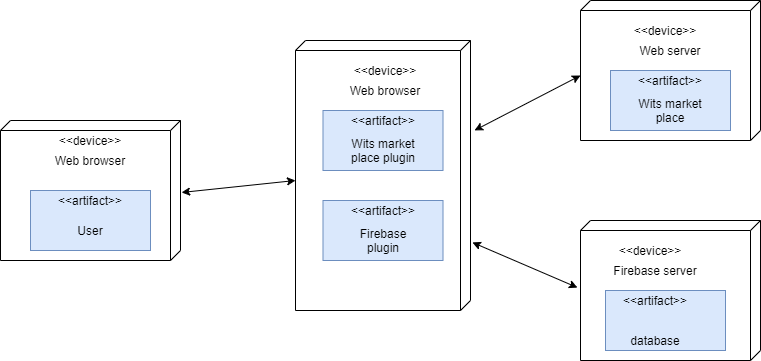 <<device>>
Web browser
<<artifact>>
User
<<device>>
Web browser
<<artifact>>
Wits market
place plugin
<<artifact>>
Firebase
plugin
<<device>>
Web server
<<artifact>>
Wits market
place
<<device>>
Firebase server
<<artifact>>
database